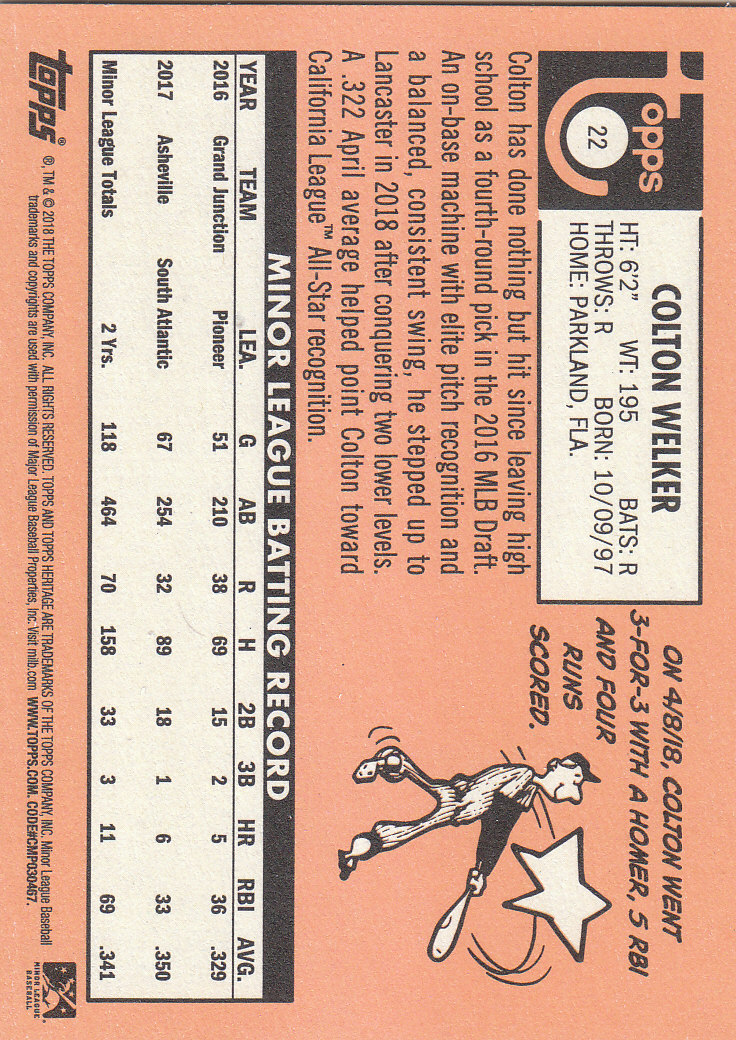 Topps
22
COLTON WELKER
HT: 6'2" WT: 195 BATS: R
THROWS: R BORN: 10/09/97
HOME: PARKLAND, FLA.
ON 4/8/18, COLTON WENT
3-FOR-3 WITH A HOMER, 5 RBI
AND FOUR
RUNS
SCORED.
Colton has done nothing but hit since leaving high
school as a fourth-round pick in the 2016 MLB Draft.
An on-base machine with elite pitch recognition and
a balanced, consistent swing, he stepped up to
Lancaster in 2018 after conquering two lower levels.
A .322 April average helped point Colton toward
California League™ All-Star recognition.
MINOR LEAGUE BATTING RECORD
YEAR TEAM LEA. G AB R H 2B 3B HR RBI AVG.
2016 Grand Junction Pioneer 51 210 38 69 15 2 5 36 .329
2017 Asheville South Atlantic 67 254 32 89 18 1 6 33 .350
Minor League Totals 2 Yrs. 118 464 70 158 33 3 11 69 .341
topps®
®, TM & © 2018 THE TOPPS COMPANY, INC. ALL RIGHTS RESERVED. TOPPS AND TOPPS HERITAGE ARE TRADEMARKS OF THE TOPPS COMPANY, INC. Minor League Baseball
trademarks and copyrights are used with permission of Major League Baseball Properties, Inc. Visit milb.com WWW.TOPPS.COM. CODE#CMP030467.
MINOR LEAGUE
BASEBALL